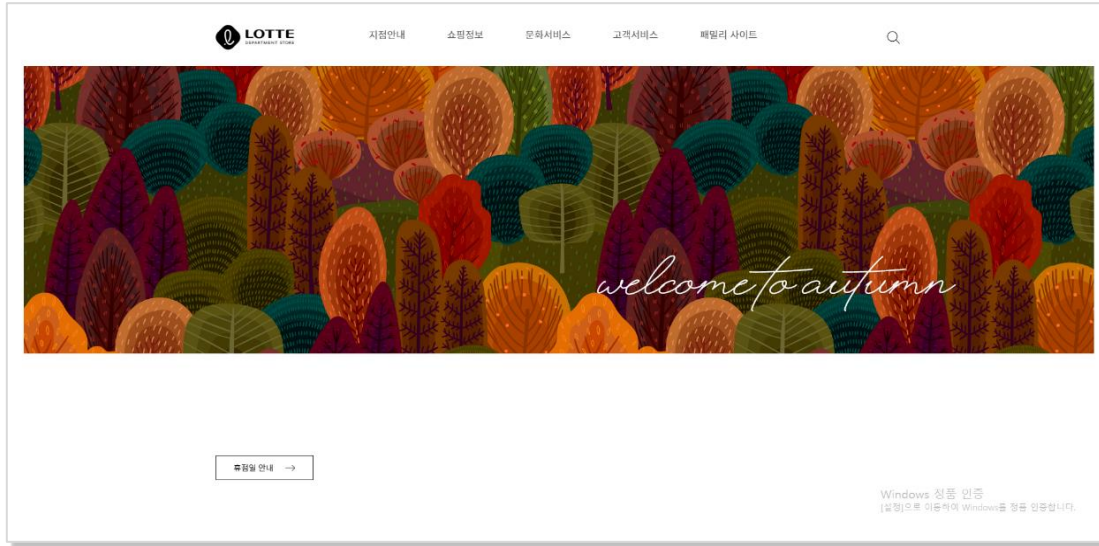 LOTTE
DEPARTMENT STORE
지점안내 쇼핑정보 문화서비스 고객서비스 패밀리 사이트
welcome to autumn
휴점일 안내 →
Windows 정품 인증
[설정]으로 이동하여 Windows를 정품 인증합니다.